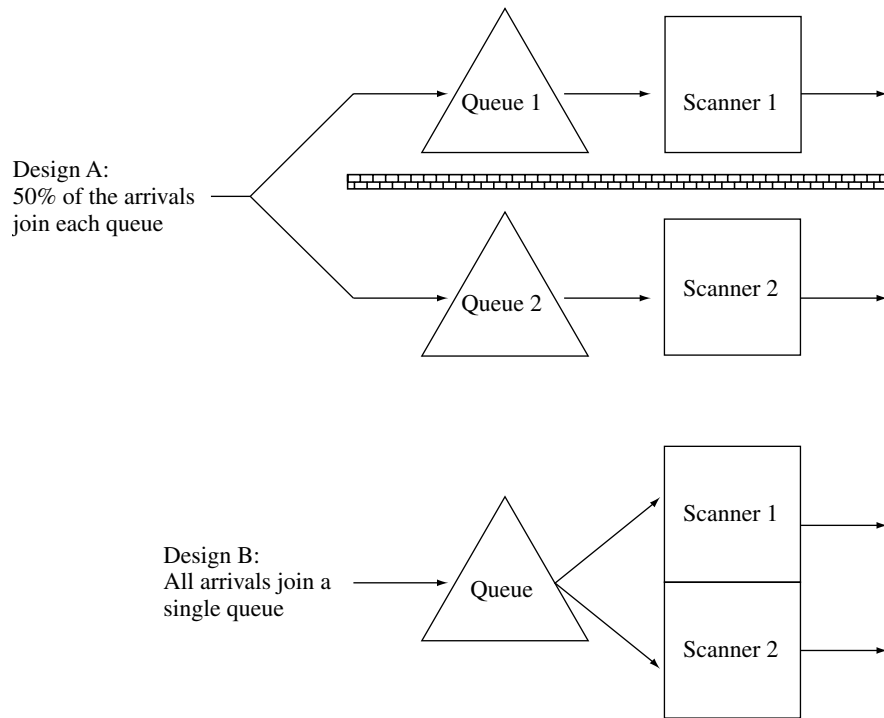 Queue 1
Scanner 1
Design A:
50% of the arrivals
join each queue
Queue 2
Scanner 2
Design B:
All arrivals join a
single queue
Queue
Scanner 1
Scanner 2